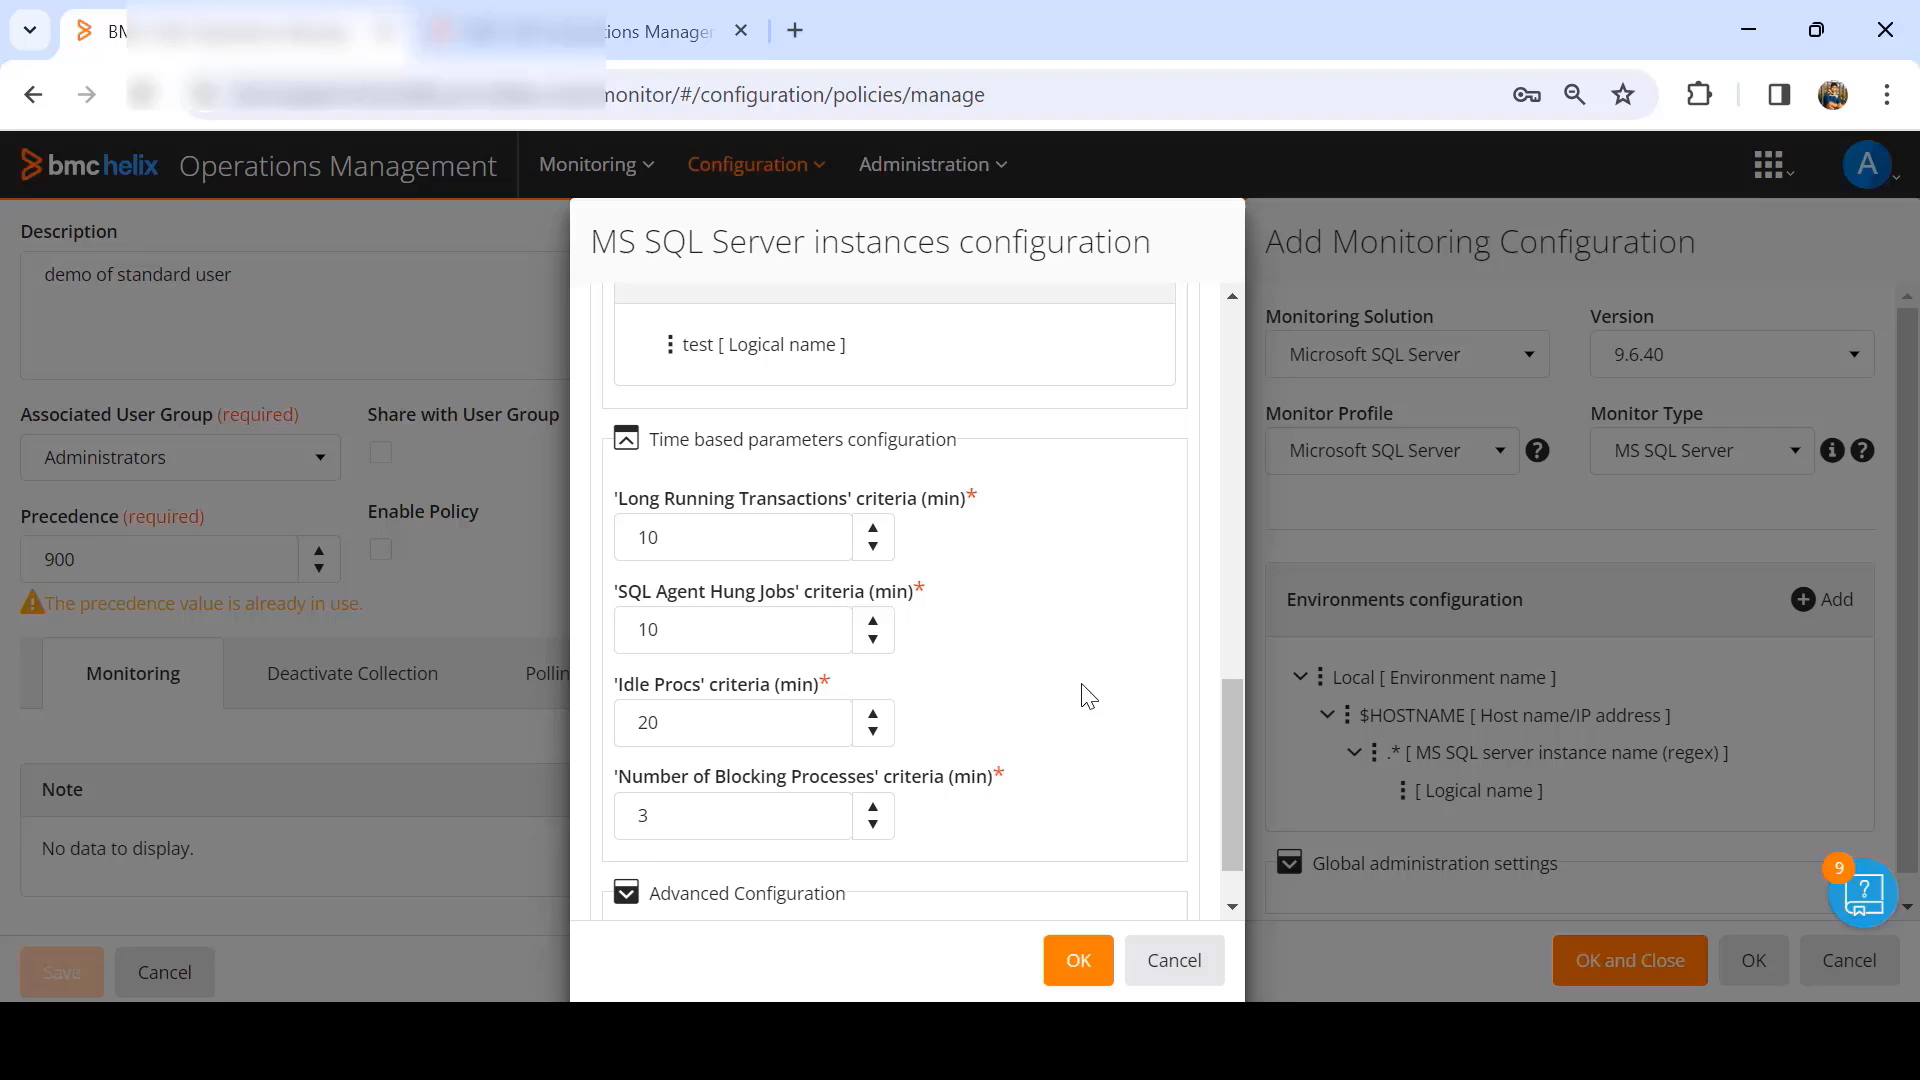 BM
ions Manager
monitor/#/configuration/policies/manage
bmc helix Operations Management Monitoring Configuration Administration A
Description
demo of standard user
Associated User Group (required)
Share with User Group
Administrators
Precedence (required)
Enable Policy
900
The precedence value is already in use.
Monitoring
Deactivate Collection
Pollin
Note
No data to display.
Save
Cancel
MS SQL Server instances configuration
test [ Logical name ]
Time based parameters configuration
'Long Running Transactions' criteria (min)*
10
'SQL Agent Hung Jobs' criteria (min)*
10
'Idle Procs' criteria (min)*
20
'Number of Blocking Processes' criteria (min)*
3
Advanced Configuration
OK
Cancel
Add Monitoring Configuration
Monitoring Solution
Version
Microsoft SQL Server
9.6.40
Monitor Profile
Monitor Type
Microsoft SQL Server
MS SQL Server
Environments configuration
Add
Local [ Environment name ]
$HOSTNAME [ Host name/IP address ]
.* [ MS SQL server instance name (regex) ]
[ Logical name ]
Global administration settings
9
OK and Close
OK
Cancel